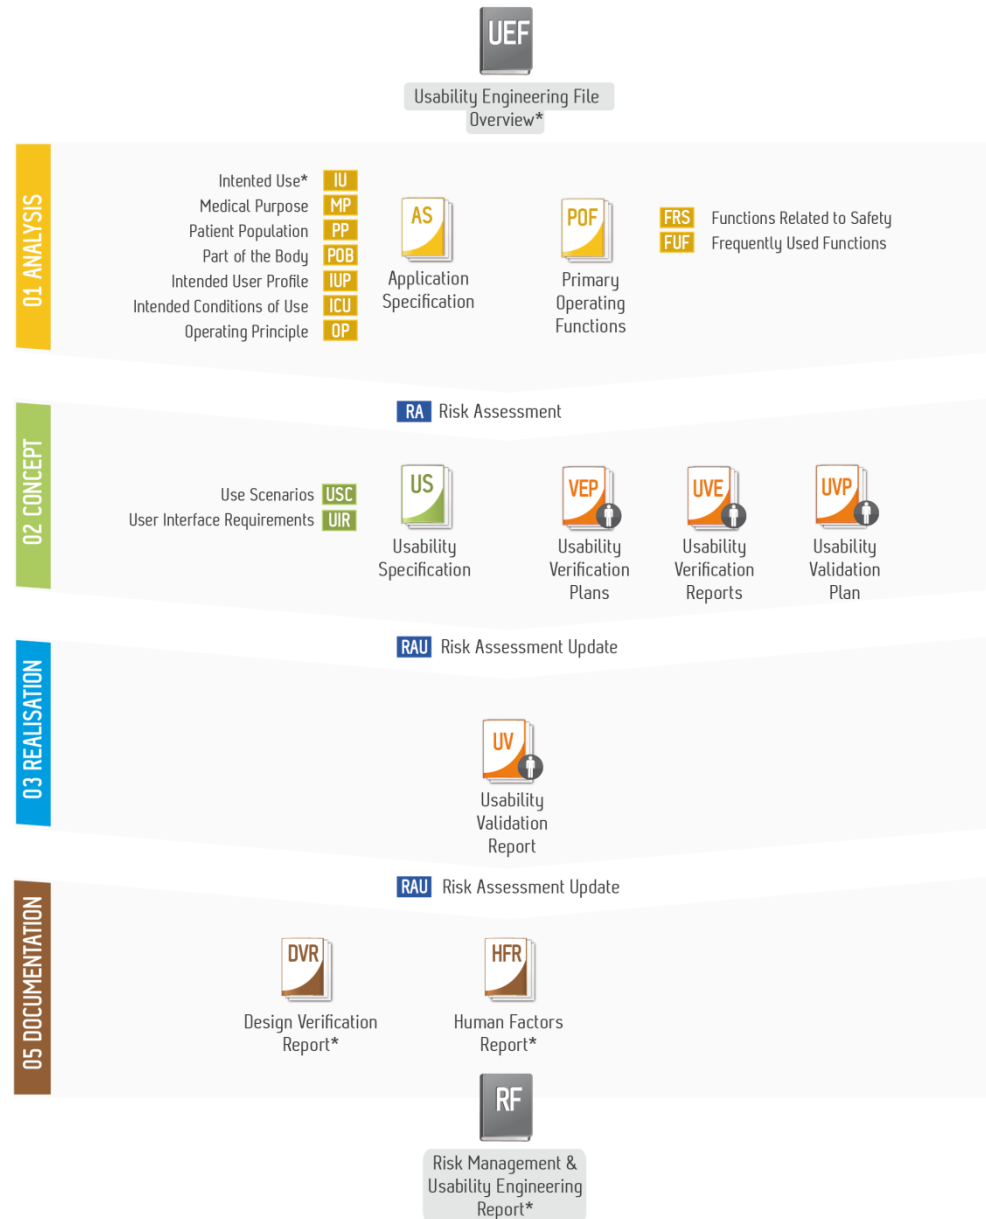 UEF
Usability Engineering File
Overview*
01 ANALYSIS
Intented Use* IU
Medical Purpose MP
Patient Population PP
Part of the Body POB
Intended User Profile IUP
Intended Conditions of Use ICU
Operating Principle OP
AS
Application
Specification
POF
Primary
Operating
Functions
FRS Functions Related to Safety
FUF Frequently Used Functions
RA Risk Assessment
02 CONCEPT
Use Scenarios USC
User Interface Requirements UIR
US
Usability
Specification
VEP
Usability
Verification
Plans
UVE
Usability
Verification
Reports
UVP
Usability
Validation
Plan
RAU Risk Assessment Update
03 REALISATION
UV
Usability
Validation
Report
RAU Risk Assessment Update
05 DOCUMENTATION
DVR
Design Verification
Report*
HFR
Human Factors
Report*
RF
Risk Management &
Usability Engineering
Report*